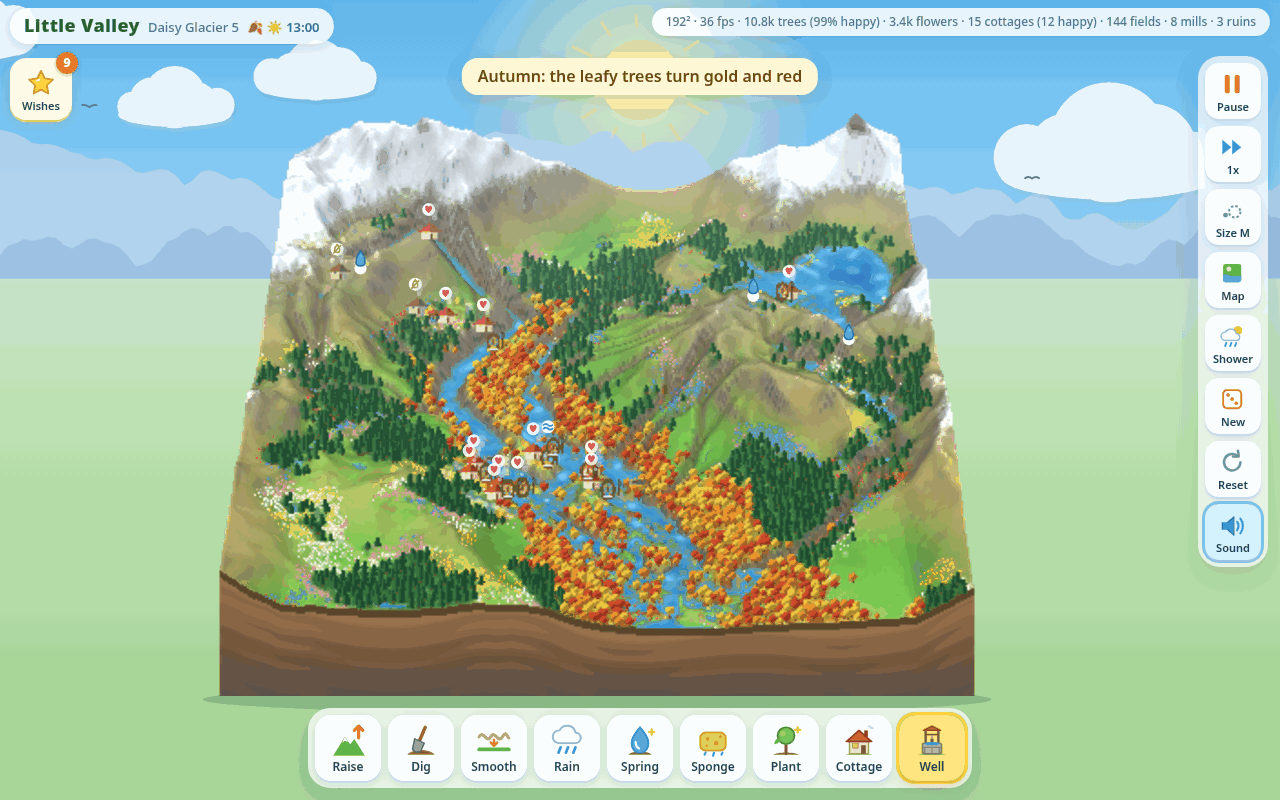 Little Valley Daisy Glacier 5 13:00
192² · 36 fps · 10.8k trees (99% happy) · 3.4k flowers · 15 cottages (12 happy) · 144 fields · 8 mills · 3 ruins
9
Wishes
Autumn: the leafy trees turn gold and red
Pause
1x
Size M
Map
Shower
New
Reset
Sound
Raise
Dig
Smooth
Rain
Spring
Sponge
Plant
Cottage
Well